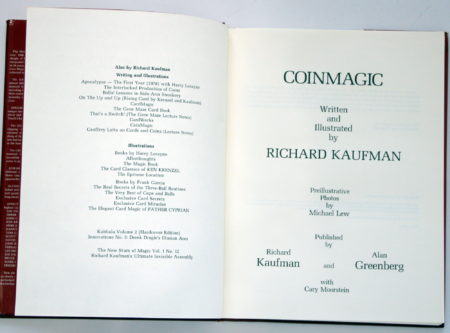 Also by Richard Kaufman
Writing and Illustrations
Apocalypse — The First Year (1978) with Harry Lorayne
The Interlocked Production of Coins
Balls! Lessons in Side Arm Snookery
On The Up and Up (Rising Card by Kercud and Kaufman)
CardMagic
The Gene Maze Card Book
That's a Switch! (The Gene Maze Lecture Notes)
CardWorks
CoinMagic
Geoffrey Latta on Cards and Coins (Lecture Notes)
Illustrations
Books by Harry Lorayne
Afterthoughts
The Magic Book
The Card Classics of KEN KRENZEL
The Epitome Location
Books by Frank Garcia
The Real Secrets of the Three-Ball Routines
The Very Best of Cups and Balls
Exclusive Card Secrets
Exclusive Card Miracles
The Elegant Card Magic of FATHER CYPRIAN
Kabbala Volume 2 (Hardcover Edition)
Innovations No. 2: Derek Dingle's Human Aces
The New Stars of Magic Vol. 1 No. 12
Richard Kaufman's Ultimate Invisible Assembly
COINMAGIC
Written
and
Illustrated
by
RICHARD KAUFMAN
Preillustrative
Photos
by
Michael Lew
Published
by
Richard
Kaufman
and
Alan
Greenberg
with
Cary Moorstein